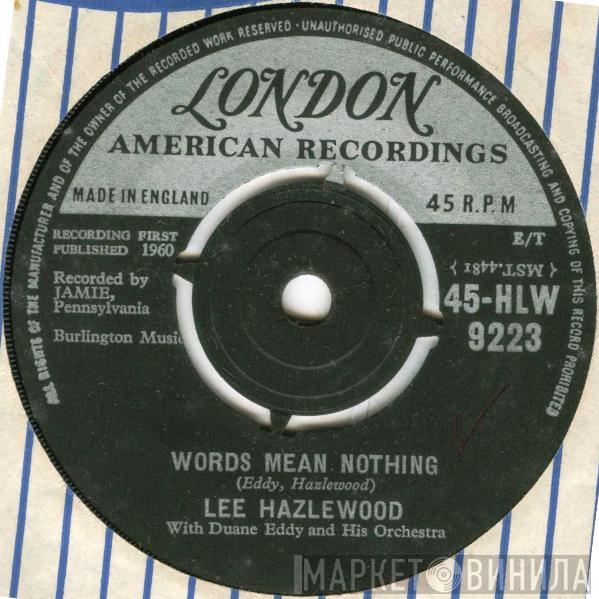 ALL RIGHTS OF THE MANUFACTURER AND OF THE OWNER OF THE RECORDED WORK RESERVED · UNAUTHORISED PUBLIC PERFORMANCE BROADCASTING AND COPYING OF THIS RECORD PROHIBITED
LONDON
AMERICAN RECORDINGS
MADE IN ENGLAND
45 R.P.M
RECORDING FIRST
PUBLISHED 1960
E/T
(MST.4481)
Recorded by
JAMIE,
Pennsylvania
45-HLW
9223
Burlington Music
WORDS MEAN NOTHING
(Eddy, Hazlewood)
LEE HAZLEWOOD
With Duane Eddy and His Orchestra
МАРКЕТ ВИНИЛА